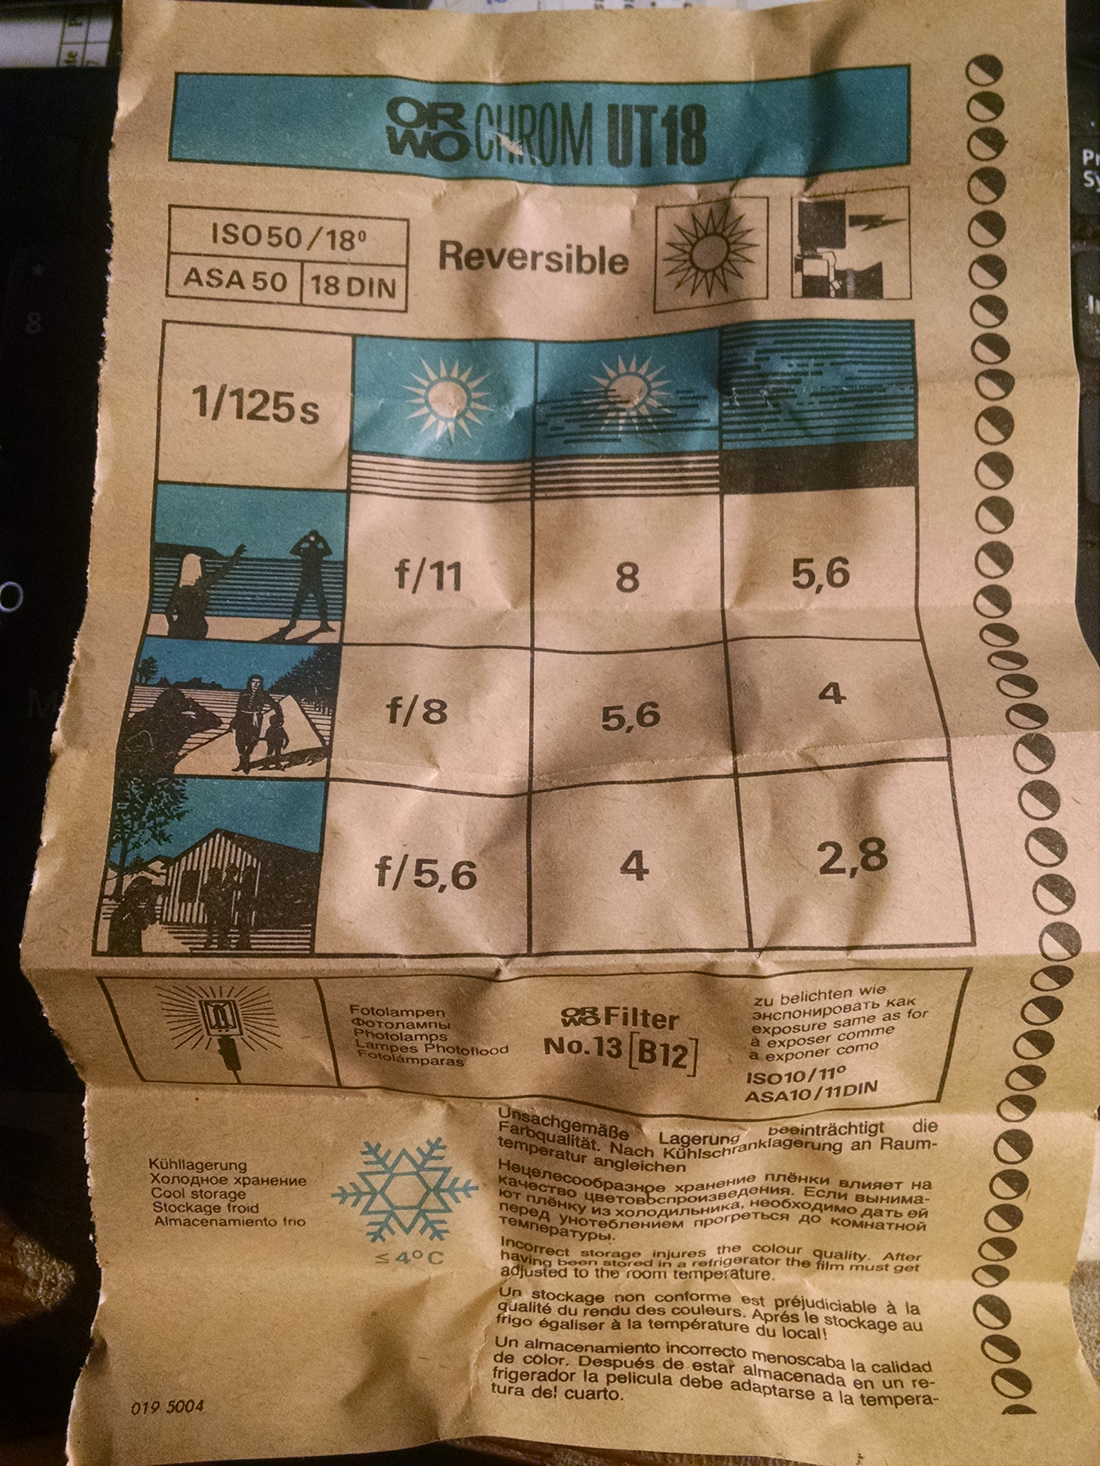 ORWO CHROM UT18
ISO 50/18°
ASA 50 18 DIN
Reversible
1/125s
f/11 8 5,6
f/8 5,6 4
f/5,6 4 2,8
Fotolampen
Фотолампы
Photolamps
Lampes Photoflood
Fotolámparas
ORWO Filter
No.13 [B12]
zu belichten wie
экспонировать как
exposure same as for
à exposer comme
a exponer como
ISO10/11°
ASA10/11DIN
Kühllagerung
Холодное хранение
Cool storage
Stockage froid
Almacenamiento frio
≤4°C
Unsachgemäße Lagerung beeinträchtigt die
Farbqualität. Nach Kühlschranklagerung an Raum-
temperatur angleichen
Нецелесообразное хранение плёнки влияет на
качество цветовоспроизведения. Если вынима-
ют плёнку из холодильника, необходимо дать ей
перед унотеблением прогреться до комнатной
температуры.
Incorrect storage injures the colour quality. After
having been stored in a refrigerator the film must get
adjusted to the room temperature.
Un stockage non conforme est préjudiciable à la
qualité du rendu des couleurs. Aprés le stockage au
frigo égaliser à la température du local!
Un almacenamiento incorrecto menoscaba la calidad
de color. Después de estar almacenada en un re-
frigerador la pelicula debe adaptarse a la tempera-
tura del cuarto.
019 5004